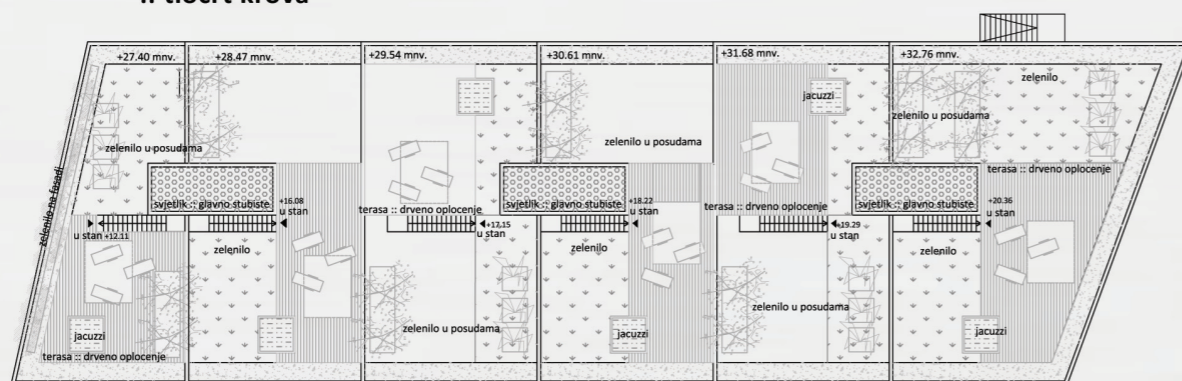 tlocrt krova
+27.40 mnv.
+28.47 mnv.
+29.54 mnv.
+30.61 mnv.
+31.68 mnv.
+32.76 mnv.
zelenilo
jacuzzi
zelenilo u posudama
zelenilo u posudama
zelenilo u posudama
terasa :: drveno oplocenje
zelenilo na fasadi
svjetlik :: glavno stubiste
+16.08
u stan
svjetlik :: glavno stubiste
+18.22
u stan
svjetlik :: glavno stubiste
+20.36
u stan
terasa :: drveno oplocenje
terasa :: drveno oplocenje
u stan +12.11
+17.15
u stan
+19.29
u stan
zelenilo
zelenilo
zelenilo
zelenilo u posudama
zelenilo u posudama
jacuzzi
jacuzzi
jacuzzi
terasa :: drveno oplocenje